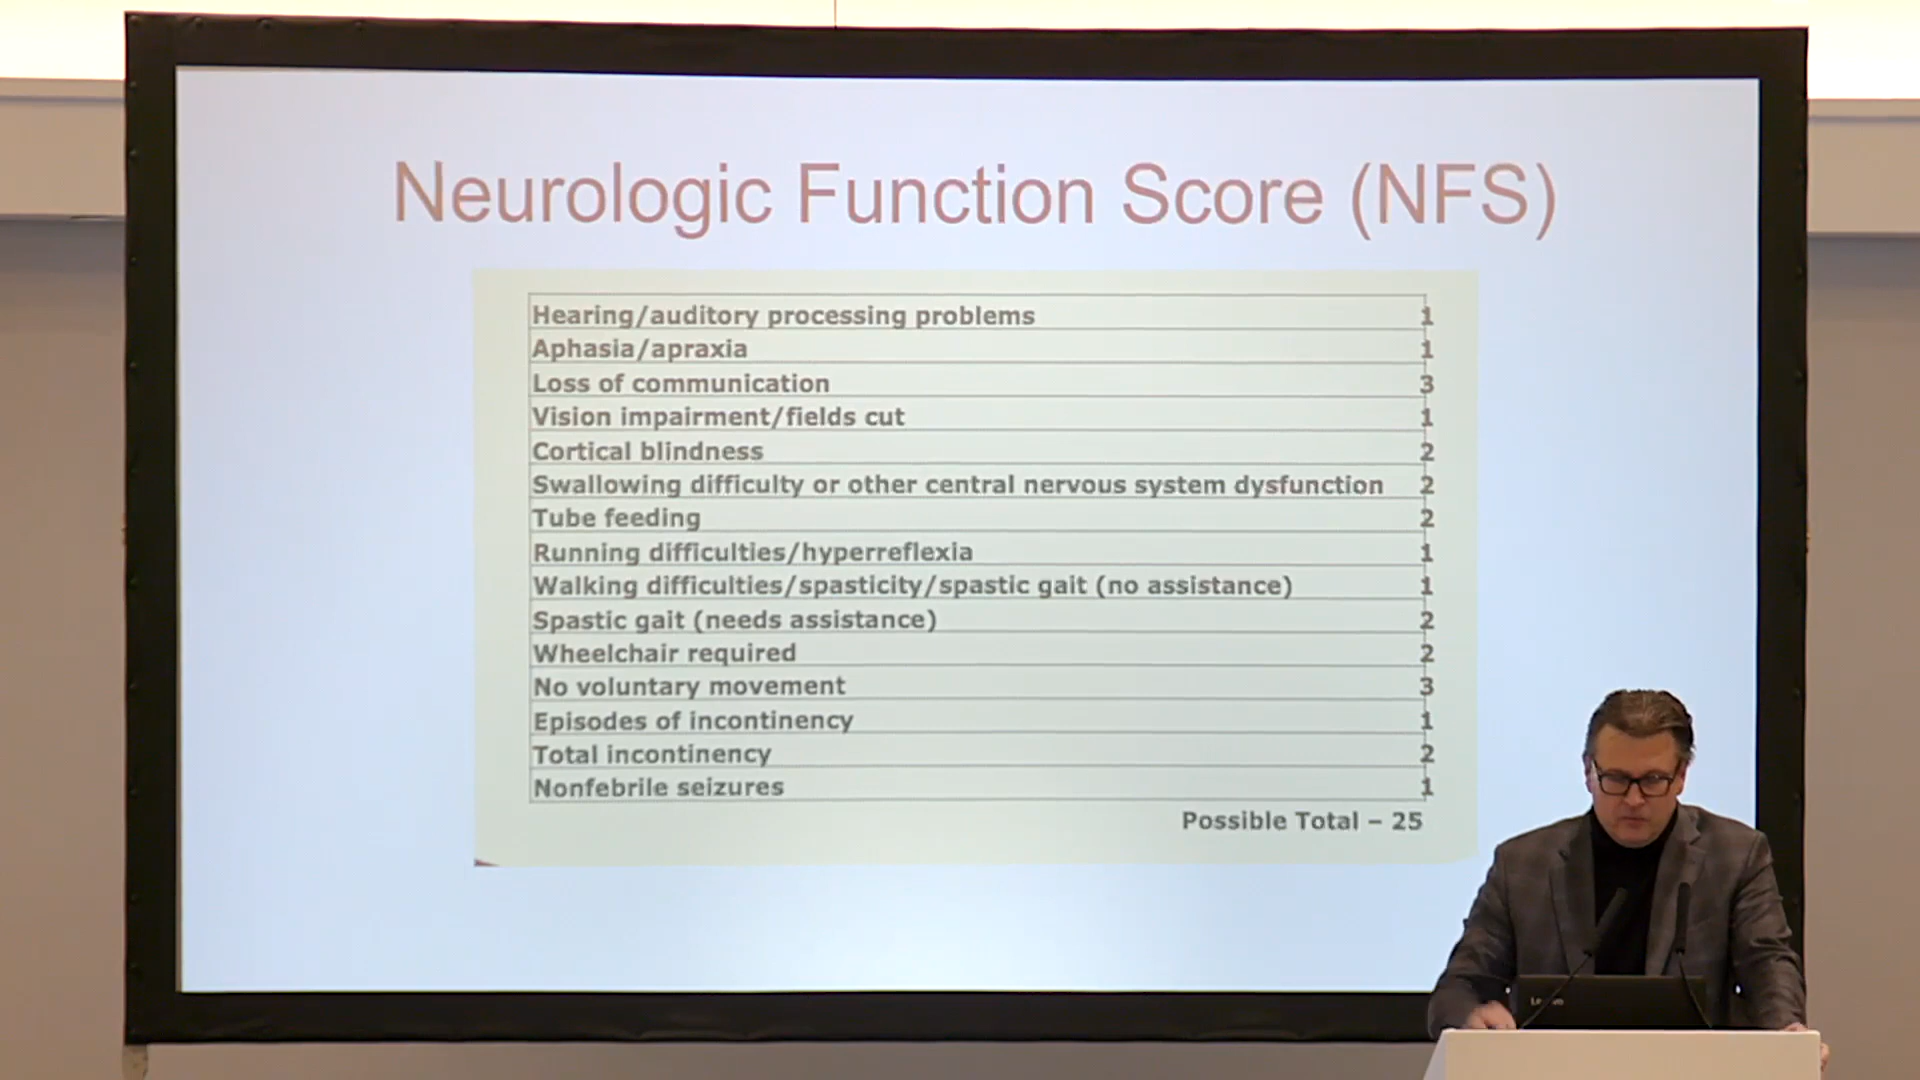 Neurologic Function Score (NFS)
Hearing/auditory processing problems 1
Aphasia/apraxia 1
Loss of communication 3
Vision impairment/fields cut 1
Cortical blindness 2
Swallowing difficulty or other central nervous system dysfunction 2
Tube feeding 2
Running difficulties/hyperreflexia 1
Walking difficulties/spasticity/spastic gait (no assistance) 1
Spastic gait (needs assistance) 2
Wheelchair required 2
No voluntary movement 3
Episodes of incontinency 1
Total incontinency 2
Nonfebrile seizures 1
Possible Total – 25